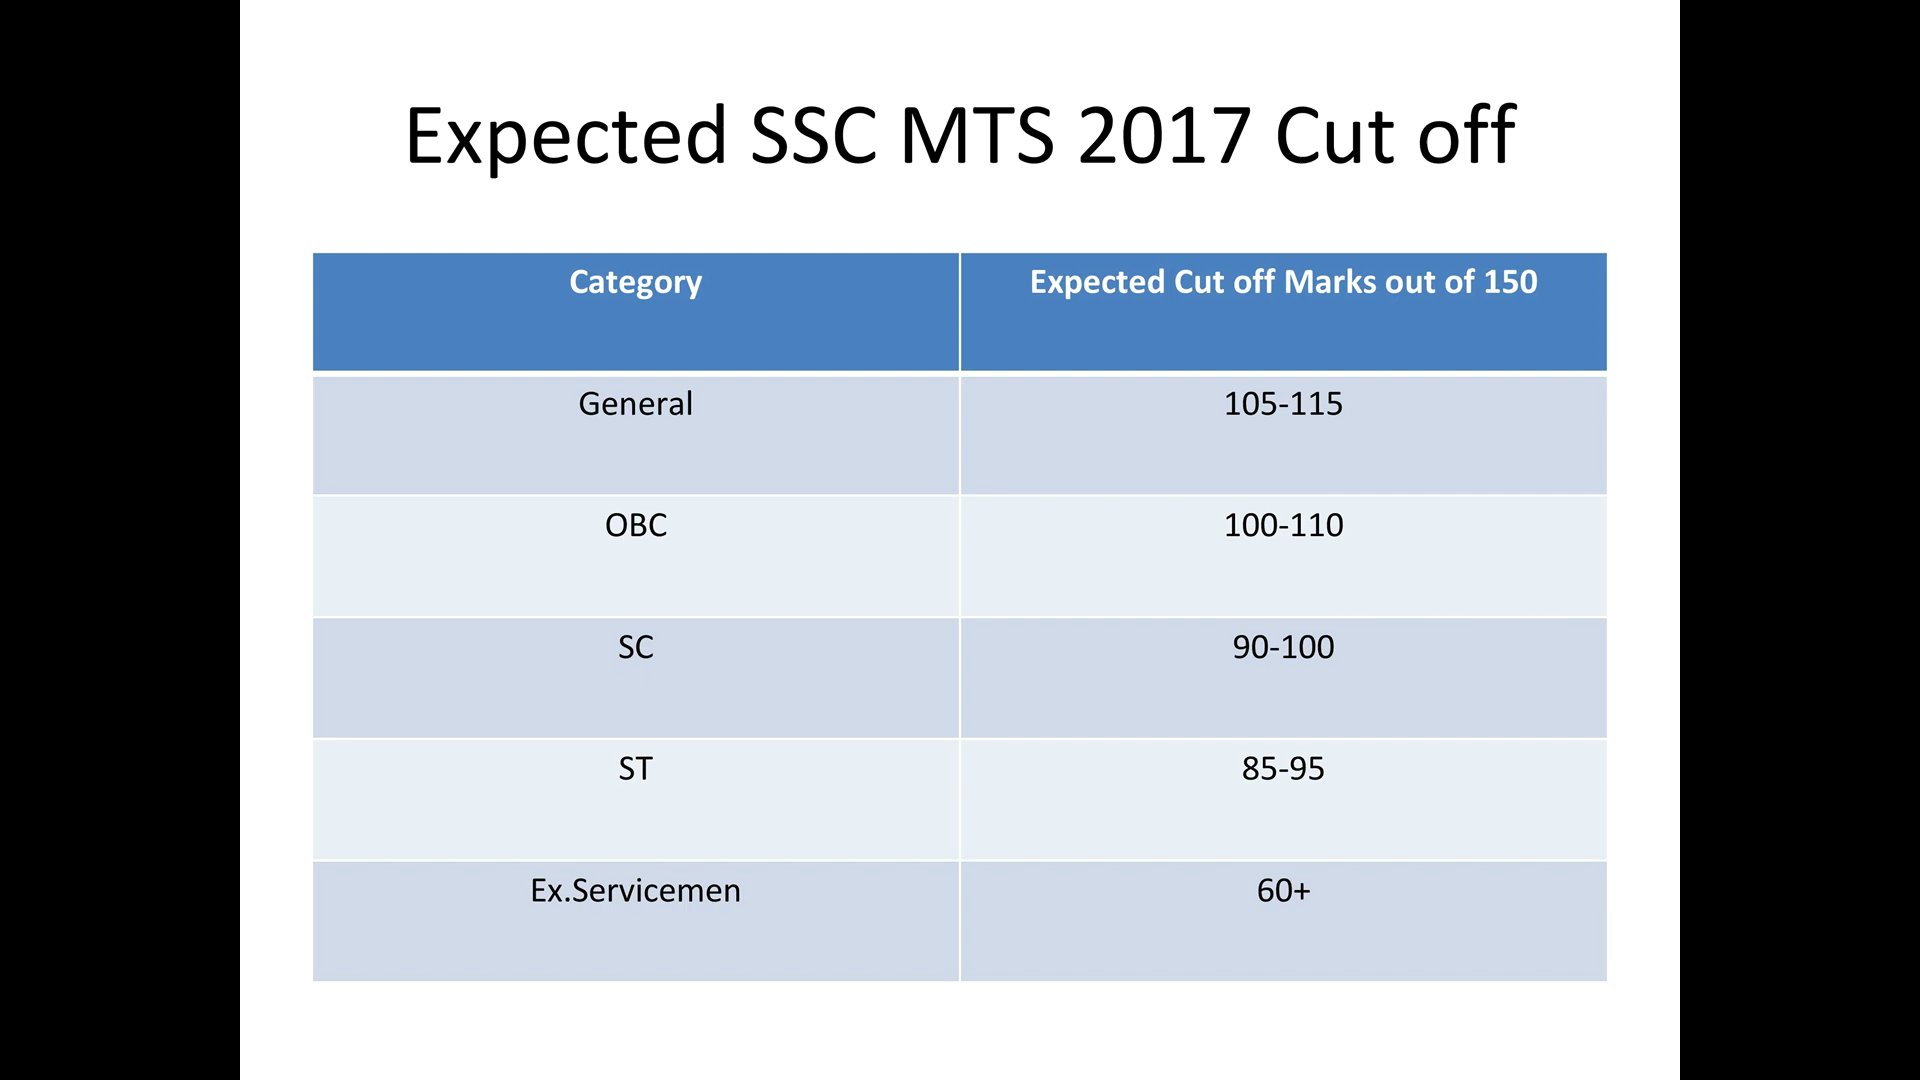 Expected SSC MTS 2017 Cut off
Category
Expected Cut off Marks out of 150
General
105-115
OBC
100-110
SC
90-100
ST
85-95
Ex.Servicemen
60+